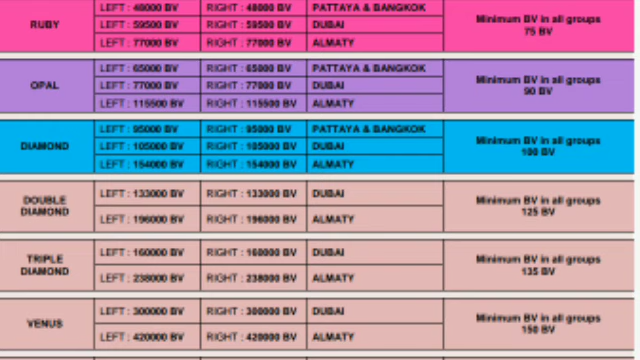 RUBY
LEFT : 48000 BV RIGHT : 48000 BV PATTAYA & BANGKOK
LEFT : 59500 BV RIGHT : 59500 BV DUBAI
LEFT : 77000 BV RIGHT : 77000 BV ALMATY
Minimum BV in all groups
75 BV
OPAL
LEFT : 65000 BV RIGHT : 65000 BV PATTAYA & BANGKOK
LEFT : 77000 BV RIGHT : 77000 BV DUBAI
LEFT : 115500 BV RIGHT : 115500 BV ALMATY
Minimum BV in all groups
90 BV
DIAMOND
LEFT : 95000 BV RIGHT : 95000 BV PATTAYA & BANGKOK
LEFT : 105000 BV RIGHT : 105000 BV DUBAI
LEFT : 154000 BV RIGHT : 154000 BV ALMATY
Minimum BV in all groups
100 BV
DOUBLE
DIAMOND
LEFT : 133000 BV RIGHT : 133000 BV DUBAI
LEFT : 196000 BV RIGHT : 196000 BV ALMATY
Minimum BV in all groups
125 BV
TRIPLE
DIAMOND
LEFT : 160000 BV RIGHT : 160000 BV DUBAI
LEFT : 238000 BV RIGHT : 238000 BV ALMATY
Minimum BV in all groups
135 BV
VENUS
LEFT : 300000 BV RIGHT : 300000 BV DUBAI
LEFT : 420000 BV RIGHT : 420000 BV ALMATY
Minimum BV in all groups
150 BV